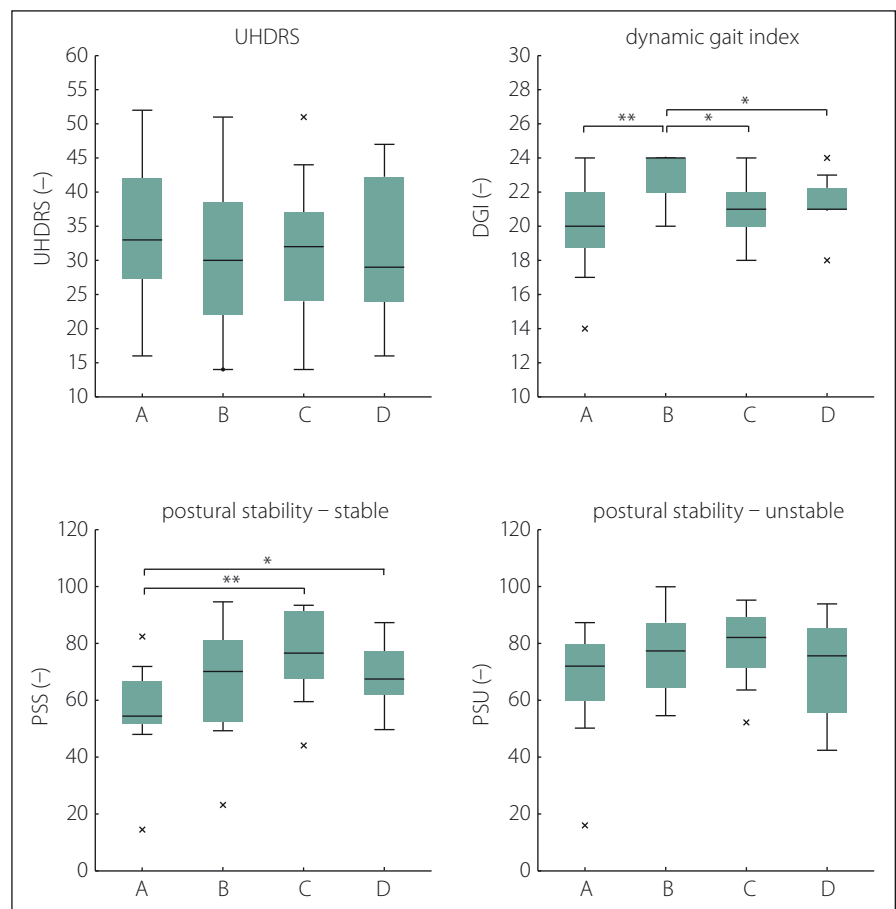 UHDRS
60
55
50
45
40
35
30
25
20
15
10
UHDRS (–)
A B C D
dynamic gait index
30
28
26
24
22
20
18
16
14
12
10
DGI (–)
** * *
A B C D
postural stability – stable
120
100
80
60
40
20
0
PSS (–)
*
**
A B C D
postural stability – unstable
120
100
80
60
40
20
0
PSU (–)
A B C D